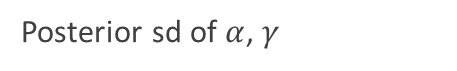 Posterior sd of 𝛼, 𝛾